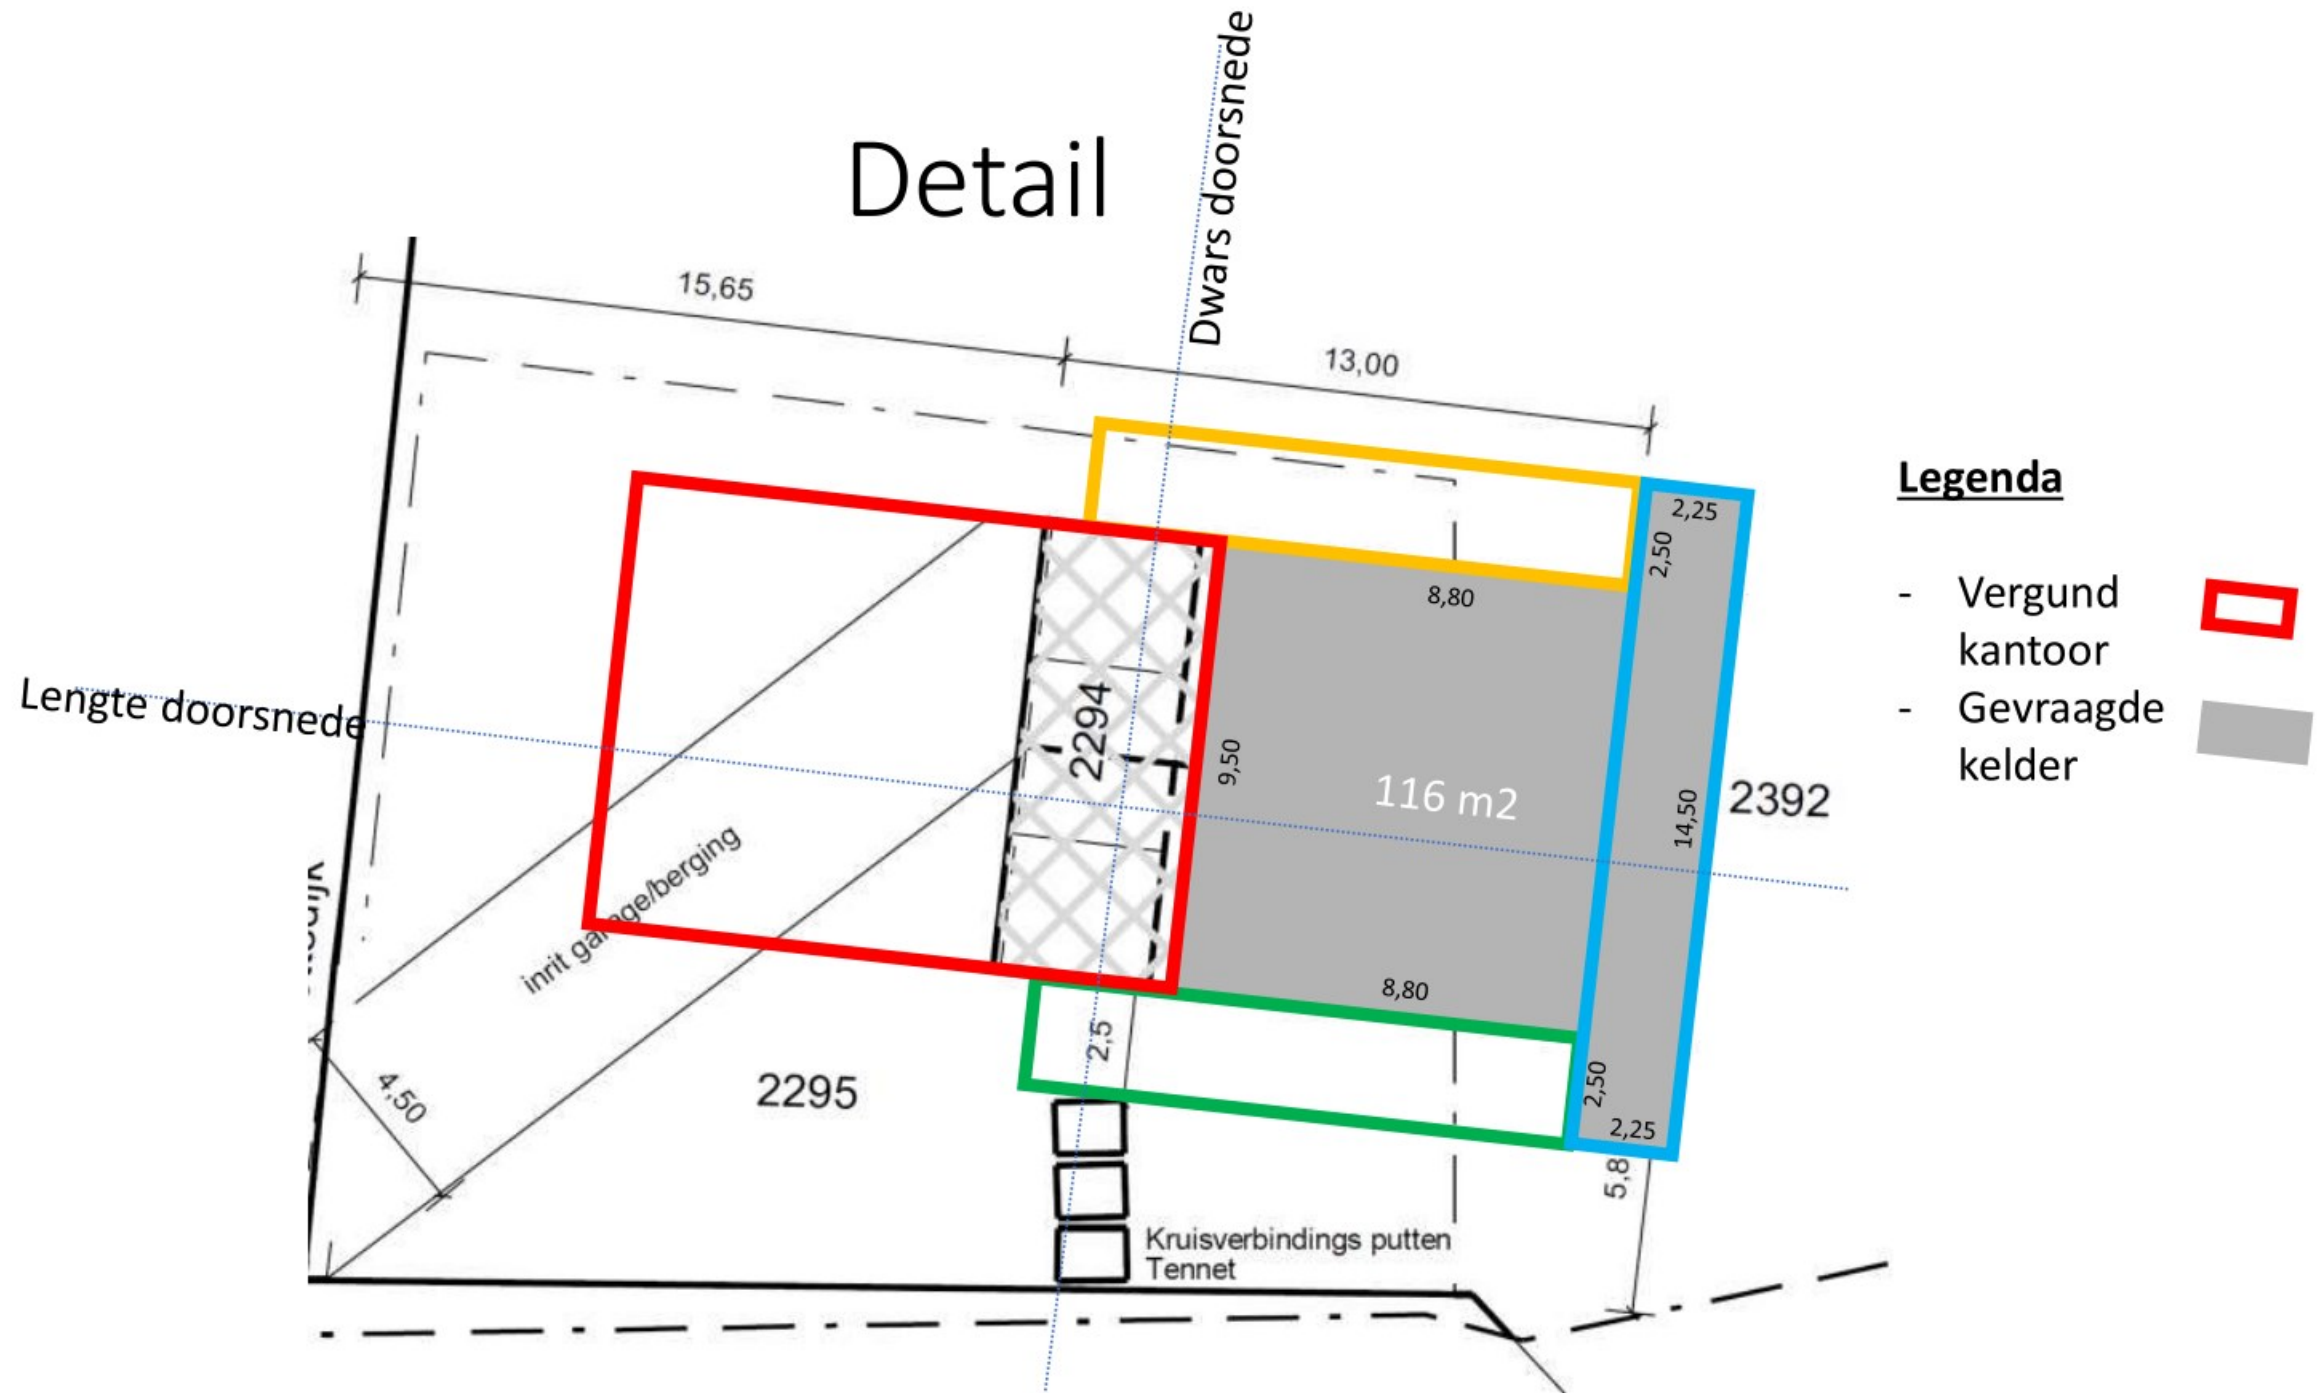 Detail
Dwars doorsnede
15,65
13,00
Legenda
- Vergund
kantoor
- Gevraagde
kelder
2,25
2,50
8,80
Lengte doorsnede
2294
9,50
116 m2
14,50
2392
inrit garage/berging
8,80
2,5
2,50
2,25
4,50
2295
5,8
Kruisverbindings putten
Tennet